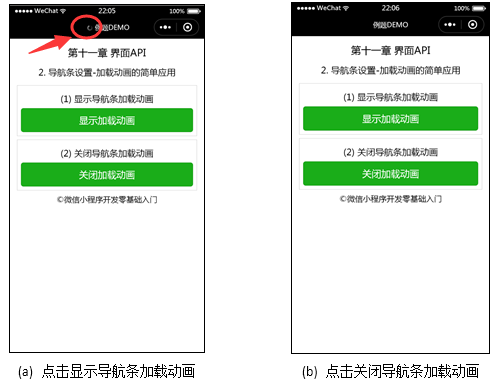 ●●●●● WeChat 22:05 100%
例题DEMO
第十一章 界面API
2. 导航条设置-加载动画的简单应用
(1) 显示导航条加载动画
显示加载动画
(2) 关闭导航条加载动画
关闭加载动画
©微信小程序开发零基础入门
(a) 点击显示导航条加载动画
●●●●● WeChat 22:06 100%
例题DEMO
第十一章 界面API
2. 导航条设置-加载动画的简单应用
(1) 显示导航条加载动画
显示加载动画
(2) 关闭导航条加载动画
关闭加载动画
©微信小程序开发零基础入门
(b) 点击关闭导航条加载动画